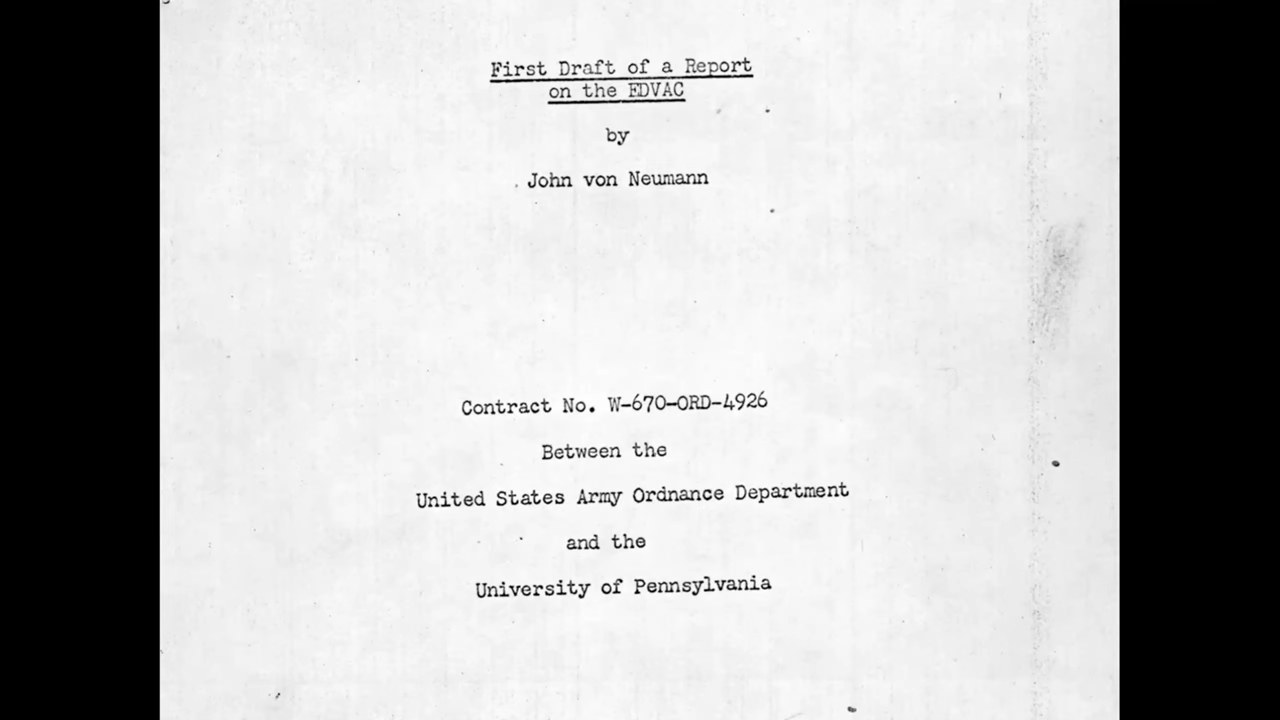 First Draft of a Report
on the EDVAC
by
John von Neumann
Contract No. W-670-ORD-4926
Between the
United States Army Ordnance Department
and the
University of Pennsylvania